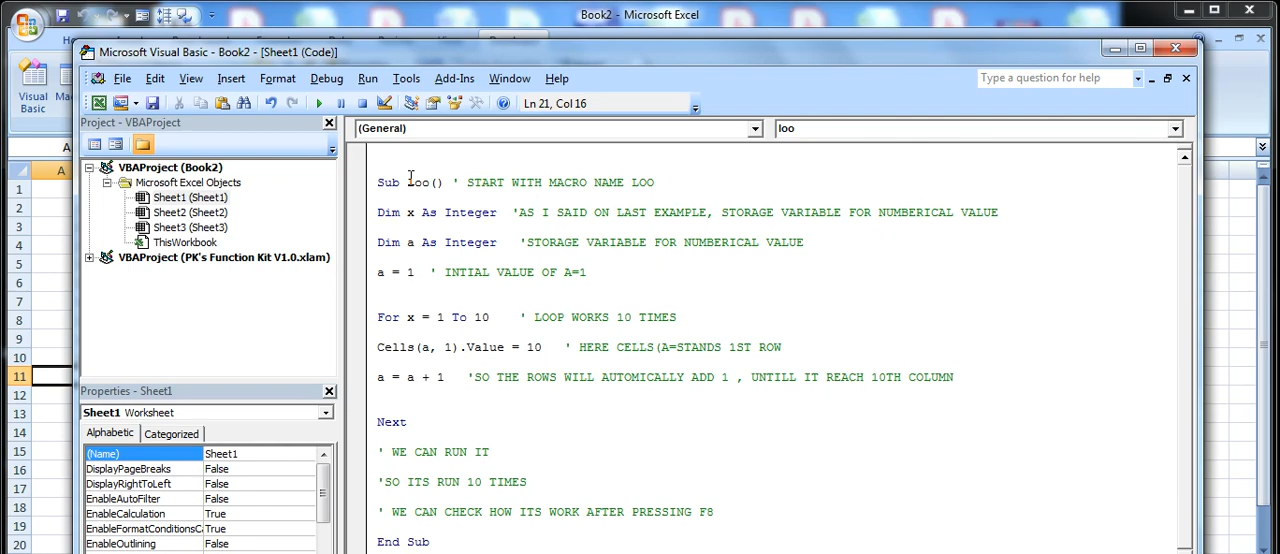 Book2 - Microsoft Excel
Microsoft Visual Basic - Book2 - [Sheet1 (Code)]
File Edit View Insert Format Debug Run Tools Add-Ins Window Help
Type a question for help
Visual
Basic
Ln 21, Col 16
Project - VBAProject
(General)
loo
VBAProject (Book2)
Microsoft Excel Objects
Sheet1 (Sheet1)
Sheet2 (Sheet2)
Sheet3 (Sheet3)
ThisWorkbook
VBAProject (PK's Function Kit V1.0.xlam)
A
1
2
3
4
5
6
7
8
9
10
11
12
13
14
15
16
17
18
19
20
Properties - Sheet1
Sheet1 Worksheet
Alphabetic Categorized
(Name) Sheet1
DisplayPageBreaks False
DisplayRightToLeft False
EnableAutoFilter False
EnableCalculation True
EnableFormatConditionsCa True
EnableOutlining False
Sub loo() ' START WITH MACRO NAME LOO
Dim x As Integer 'AS I SAID ON LAST EXAMPLE, STORAGE VARIABLE FOR NUMBERICAL VALUE
Dim a As Integer 'STORAGE VARIABLE FOR NUMBERICAL VALUE
a = 1 ' INTIAL VALUE OF A=1
For x = 1 To 10 ' LOOP WORKS 10 TIMES
Cells(a, 1).Value = 10 ' HERE CELLS(A=STANDS 1ST ROW
a = a + 1 'SO THE ROWS WILL AUTOMICALLY ADD 1 , UNTILL IT REACH 10TH COLUMN
Next
' WE CAN RUN IT
'SO ITS RUN 10 TIMES
' WE CAN CHECK HOW ITS WORK AFTER PRESSING F8
End Sub